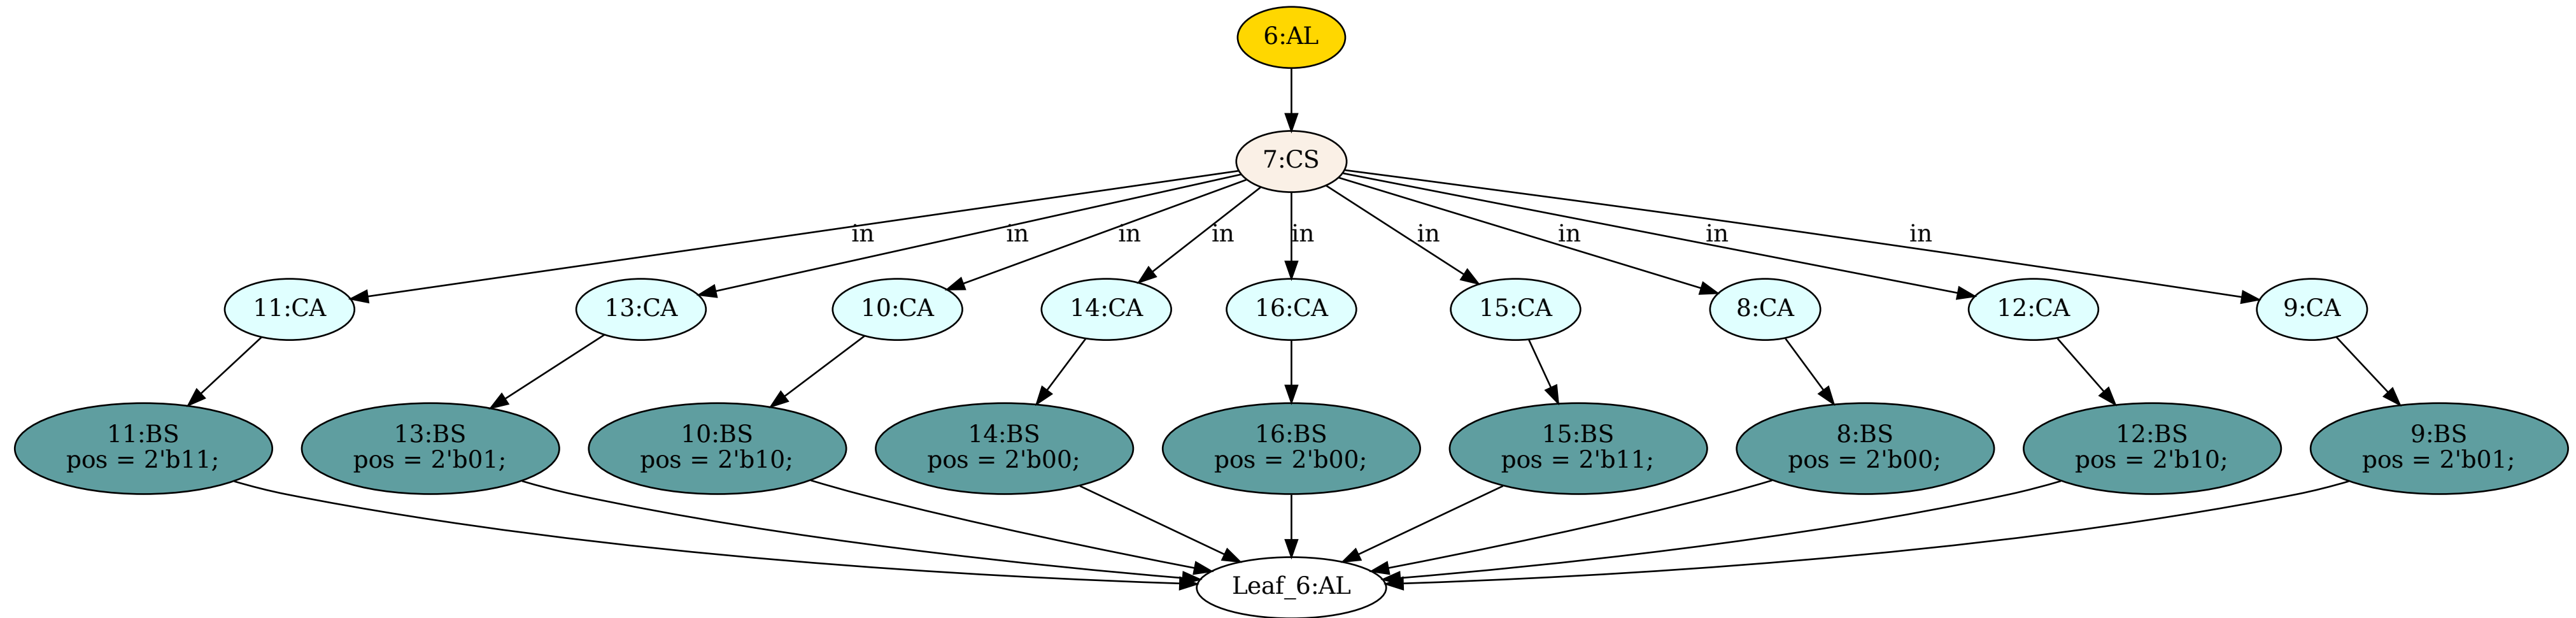 6:AL
7:CS
in in in in in in in in in
11:CA 13:CA 10:CA 14:CA 16:CA 15:CA 8:CA 12:CA 9:CA
11:BS 13:BS 10:BS 14:BS 16:BS 15:BS 8:BS 12:BS 9:BS
pos = 2'b11; pos = 2'b01; pos = 2'b10; pos = 2'b00; pos = 2'b00; pos = 2'b11; pos = 2'b00; pos = 2'b10; pos = 2'b01;
Leaf_6:AL